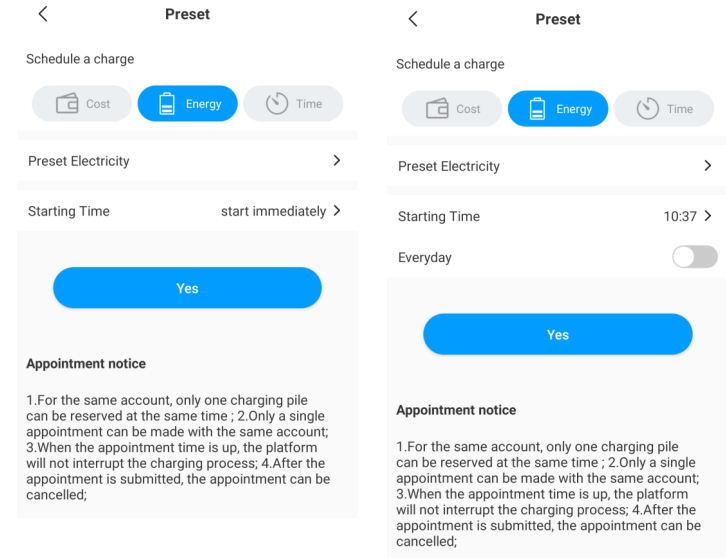 Preset
Schedule a charge
Cost
Energy
Time
Preset Electricity
Starting Time
start immediately
Yes
Appointment notice
1.For the same account, only one charging pile
can be reserved at the same time ; 2.Only a single
appointment can be made with the same account;
3.When the appointment time is up, the platform
will not interrupt the charging process; 4.After the
appointment is submitted, the appointment can be
cancelled;
Preset
Schedule a charge
Cost
Energy
Time
Preset Electricity
Starting Time
10:37
Everyday
Yes
Appointment notice
1.For the same account, only one charging pile
can be reserved at the same time ; 2.Only a single
appointment can be made with the same account;
3.When the appointment time is up, the platform
will not interrupt the charging process; 4.After the
appointment is submitted, the appointment can be
cancelled;